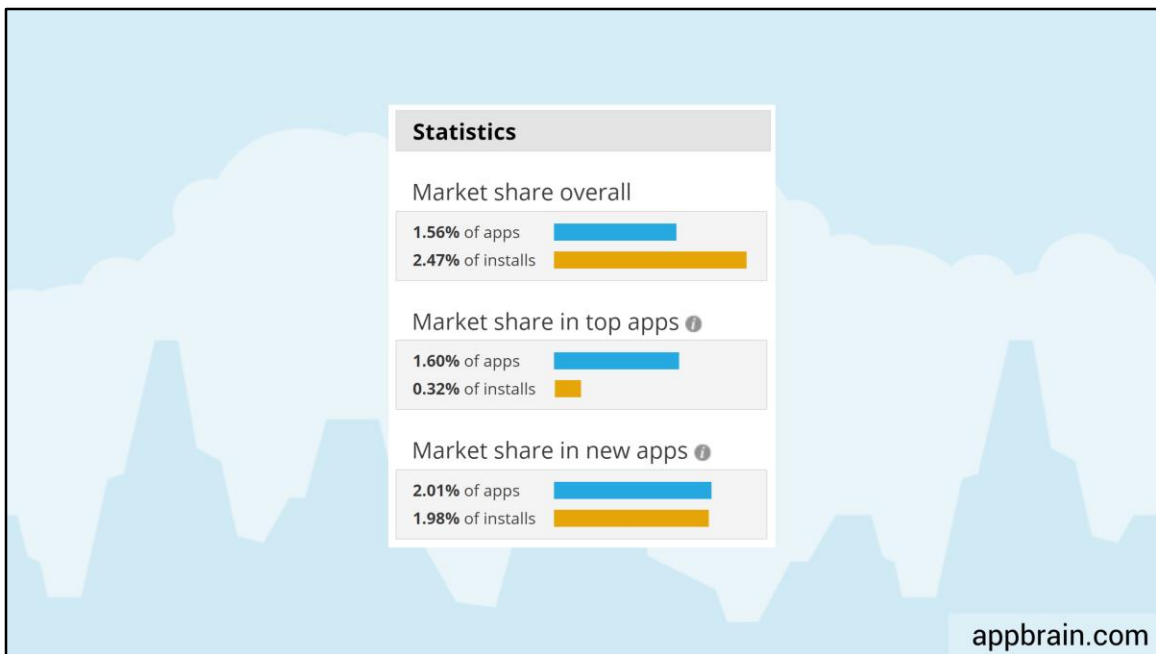 Statistics
Market share overall
1.56% of apps
2.47% of installs
Market share in top apps
1.60% of apps
0.32% of installs
Market share in new apps
2.01% of apps
1.98% of installs
appbrain.com